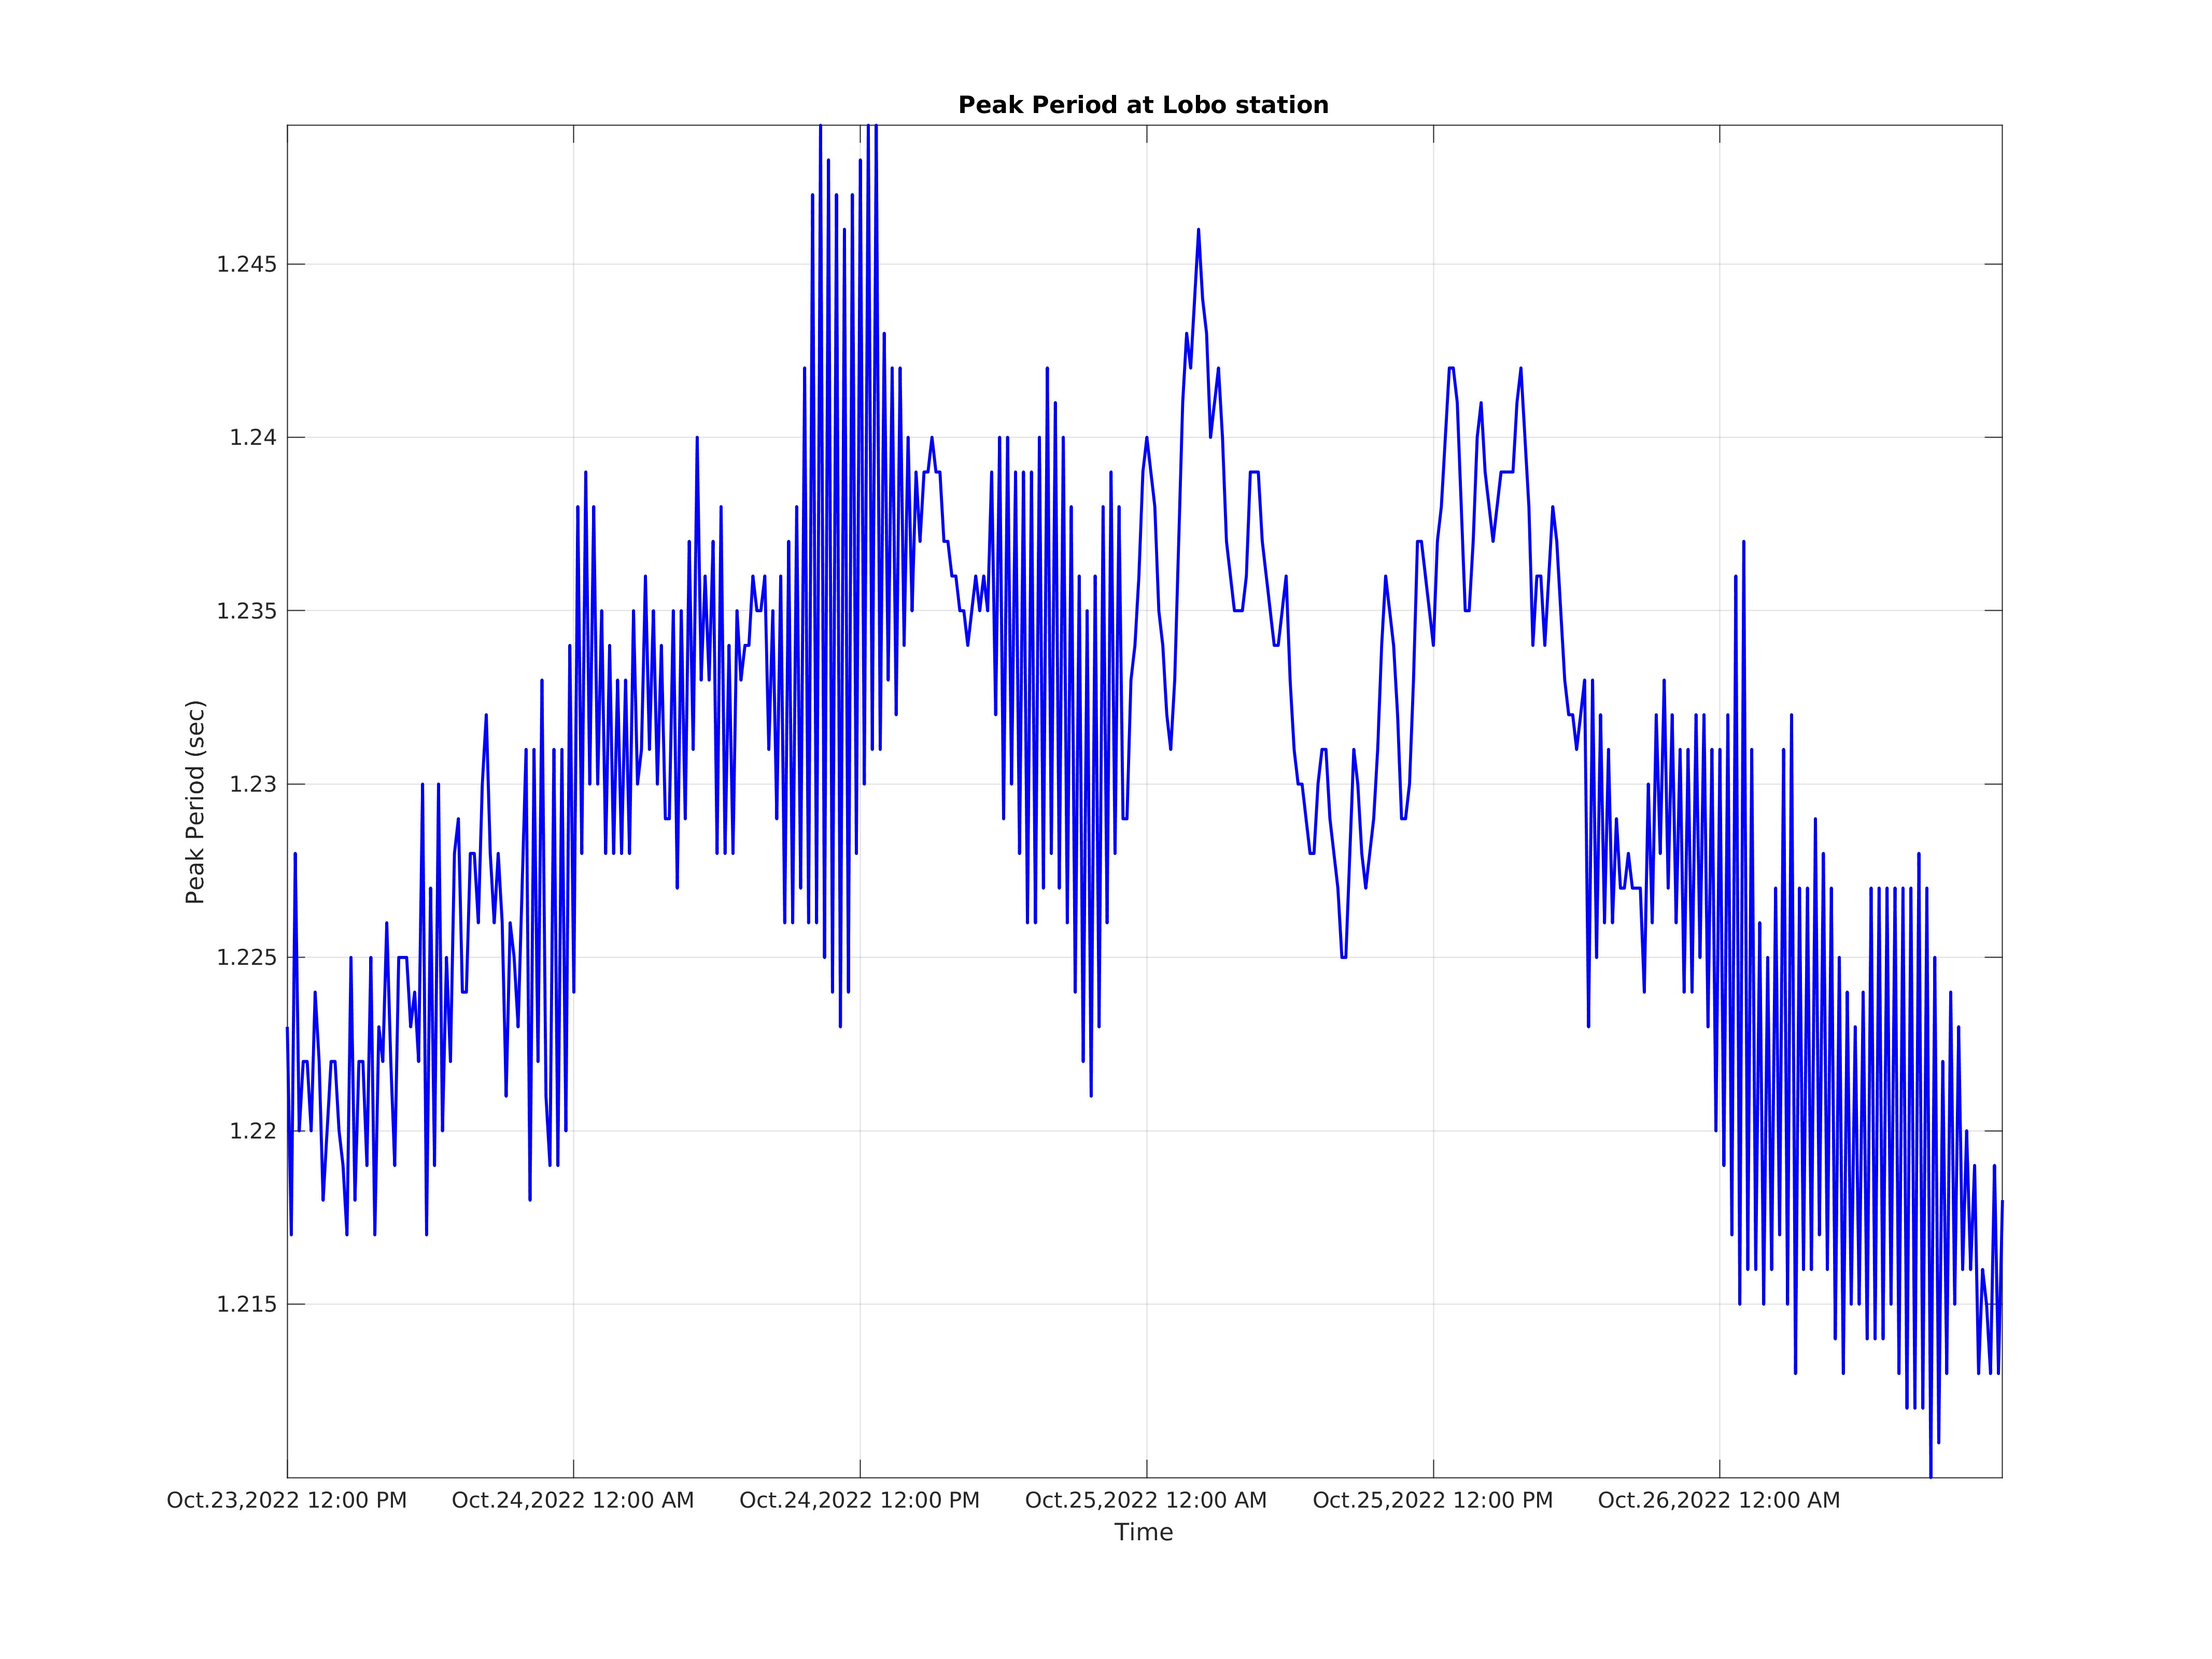 Peak Period at Lobo station
Peak Period (sec)
1.245
1.24
1.235
1.23
1.225
1.22
1.215
Oct.23,2022 12:00 PM
Oct.24,2022 12:00 AM
Oct.24,2022 12:00 PM
Oct.25,2022 12:00 AM
Oct.25,2022 12:00 PM
Oct.26,2022 12:00 AM
Time